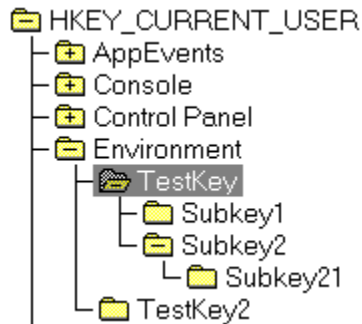 HKEY_CURRENT_USER
AppEvents
Console
Control Panel
Environment
TestKey
Subkey1
Subkey2
Subkey21
TestKey2